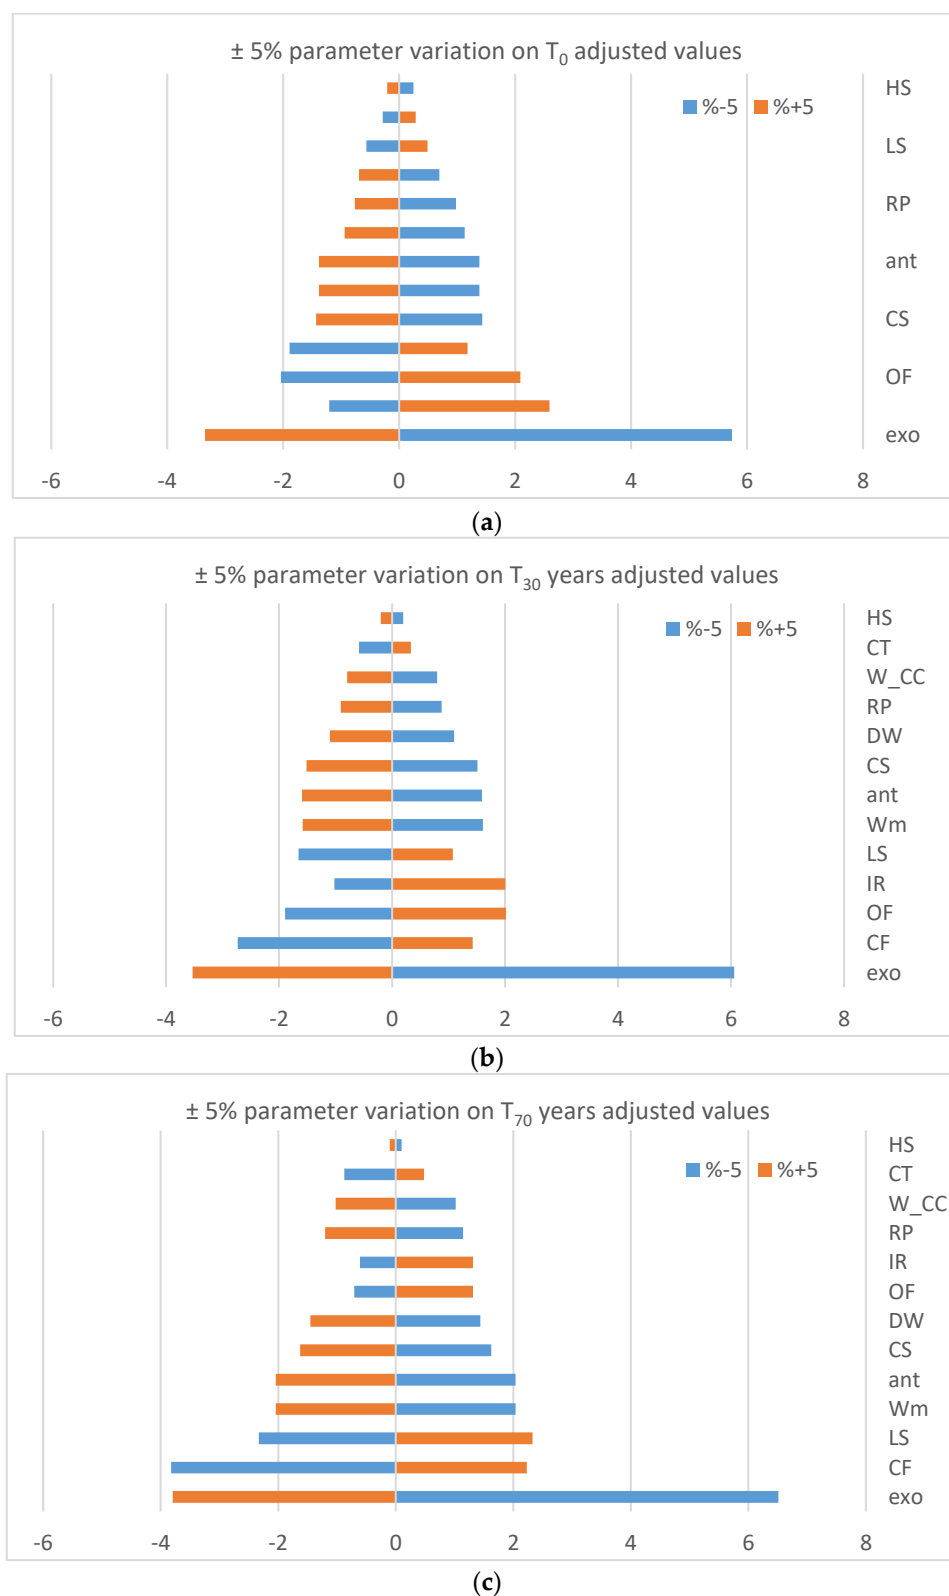 ± 5% parameter variation on T0 adjusted values
%-5 %+5
HS
LS
RP
ant
CS
OF
exo
-6 -4 -2 0 2 4 6 8
(a)
± 5% parameter variation on T30 years adjusted values
%-5 %+5
HS
CT
W_CC
RP
DW
CS
ant
Wm
LS
IR
OF
CF
exo
-6 -4 -2 0 2 4 6 8
(b)
± 5% parameter variation on T70 years adjusted values
%-5 %+5
HS
CT
W_CC
RP
IR
OF
DW
CS
ant
Wm
LS
CF
exo
-6 -4 -2 0 2 4 6 8
(c)